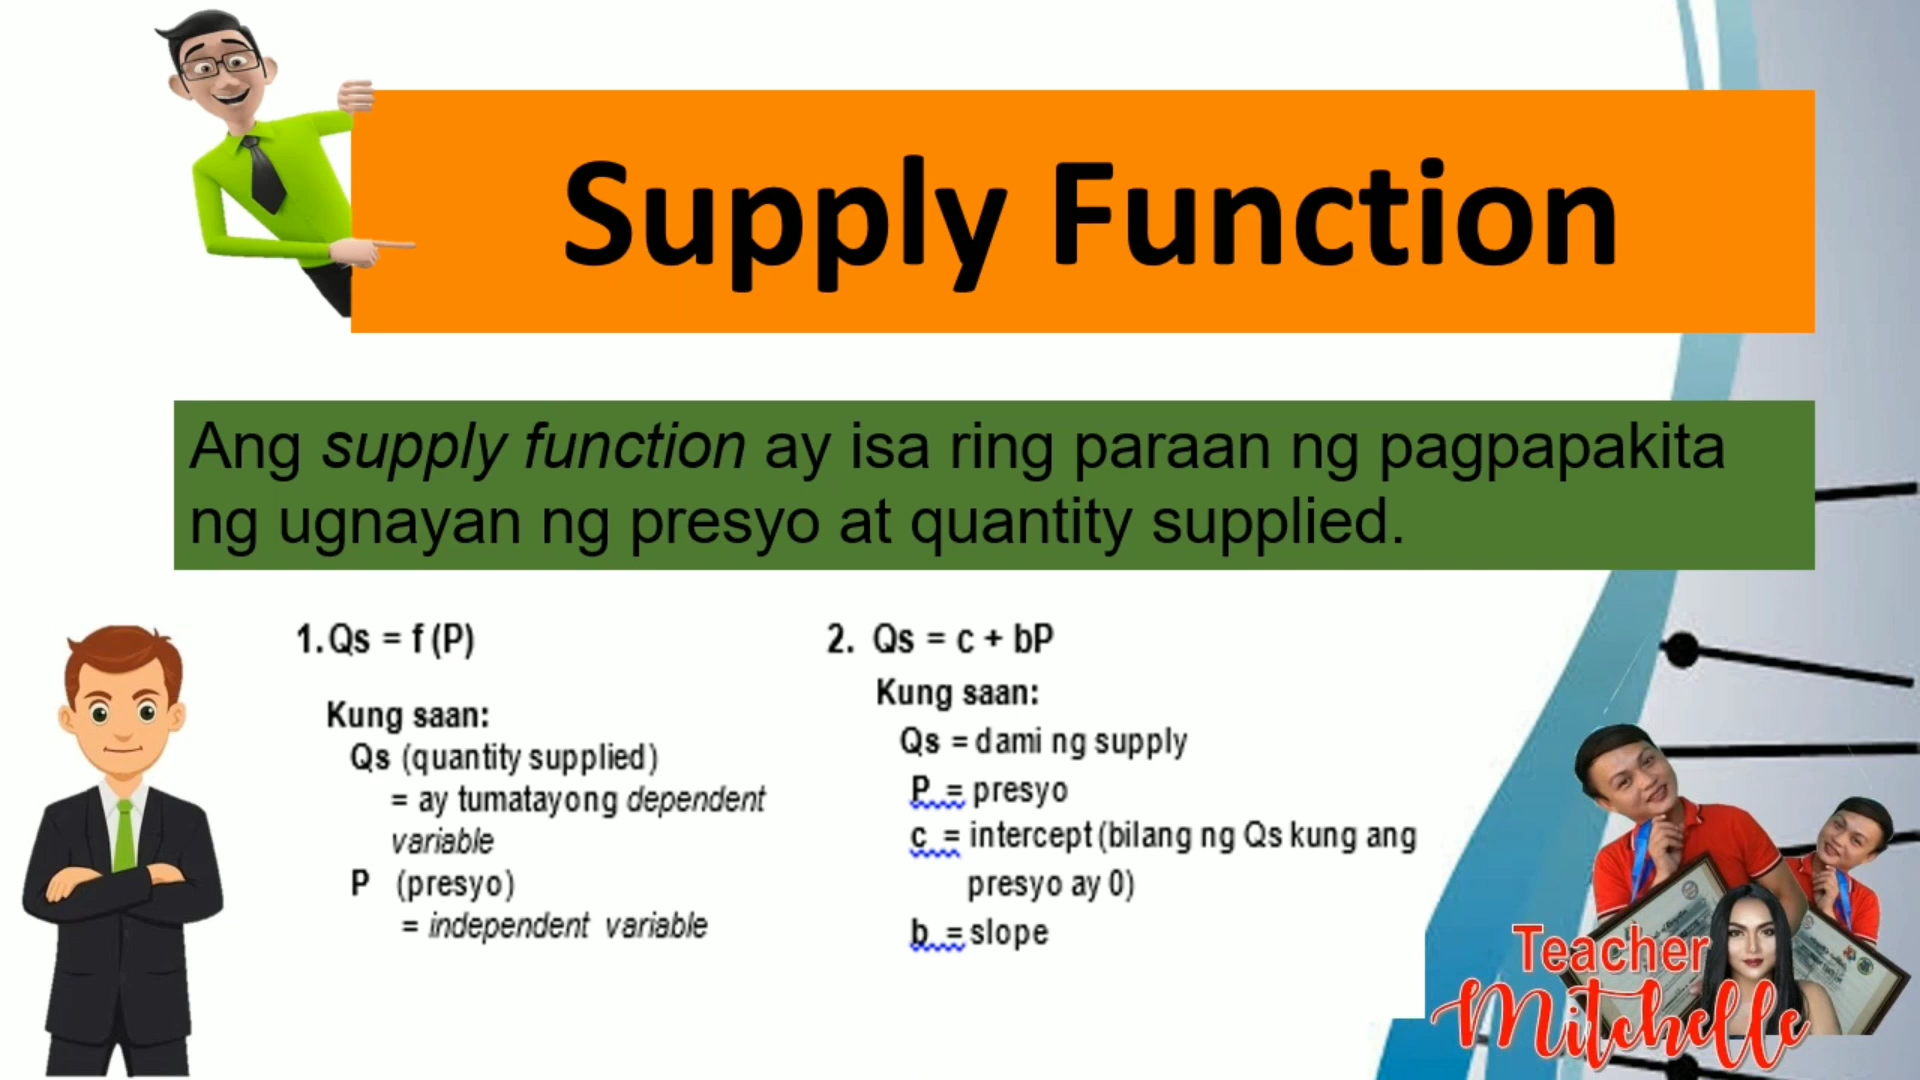 Supply Function
Ang supply function ay isa ring paraan ng pagpapakita
ng ugnayan ng presyo at quantity supplied.
1. Qs = f (P)
Kung saan:
Qs (quantity supplied)
= ay tumatayong dependent
variable
P (presyo)
= independent variable
2. Qs = c + bP
Kung saan:
Qs = dami ng supply
P = presyo
c = intercept (bilang ng Qs kung ang
presyo ay 0)
b = slope
Teacher
Mitchelle